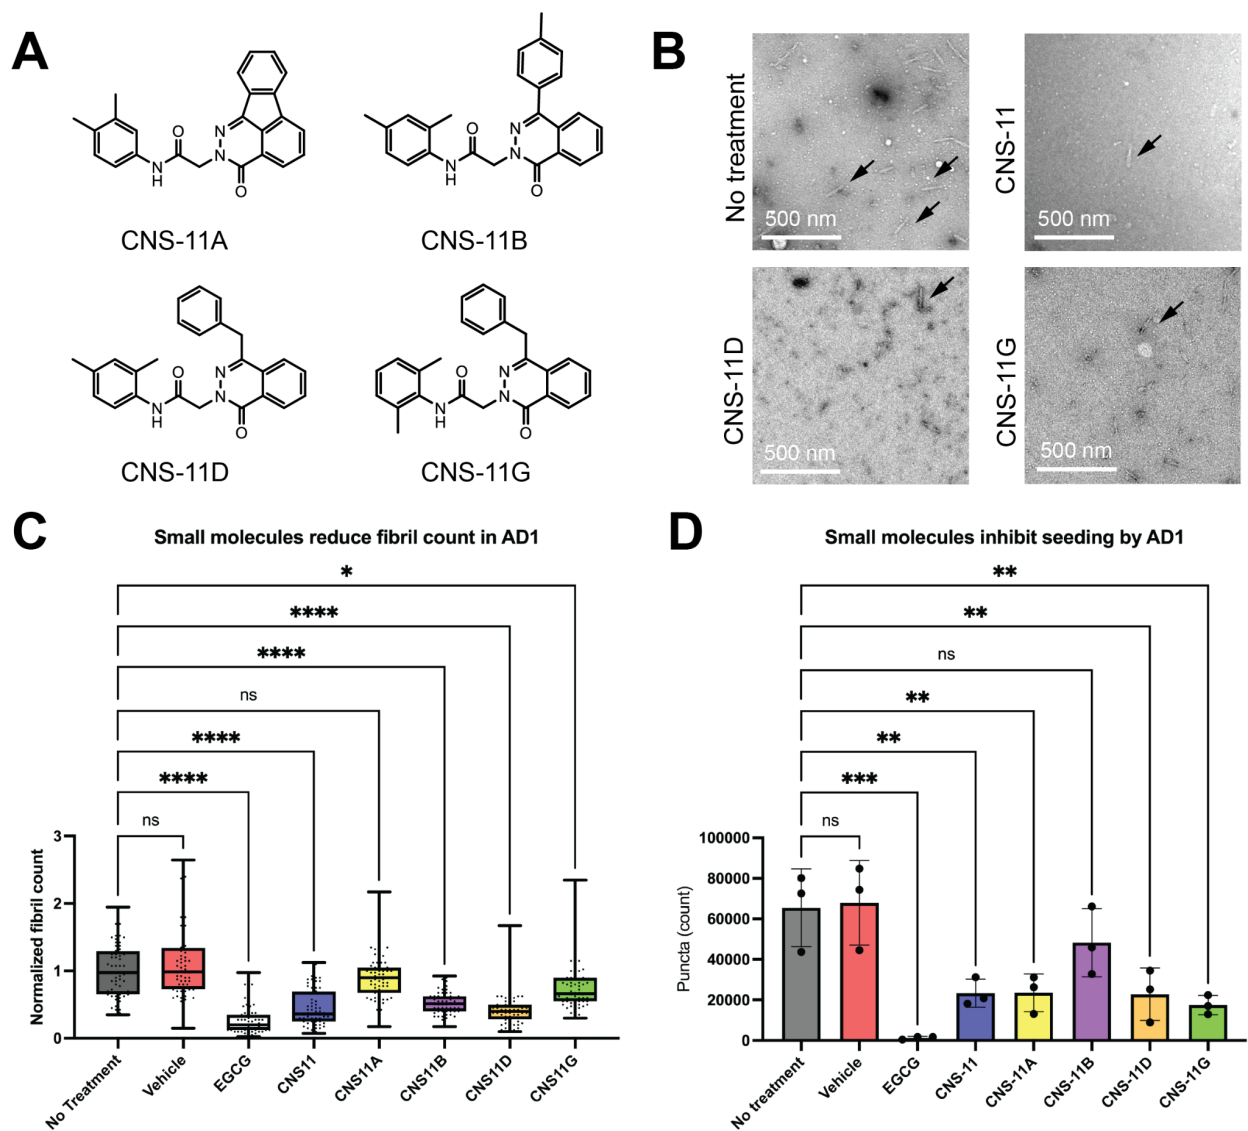 A
CH atoms: N
O
N
H
N
O
CNS-11A
N
O
N
H
N
O
CNS-11B
N
O
N
H
N
O
CNS-11D
N
O
N
H
N
O
CNS-11G
B
No treatment
500 nm
CNS-11
500 nm
CNS-11D
500 nm
CNS-11G
500 nm
C
Small molecules reduce fibril count in AD1
*
****
****
ns
****
****
ns
Normalized fibril count
3
2
1
0
No Treatment
Vehicle
EGCG
CNS11
CNS11A
CNS11B
CNS11D
CNS11G
D
Small molecules inhibit seeding by AD1
**
**
ns
**
**
***
ns
Puncta (count)
100000
80000
60000
40000
20000
0
No treatment
Vehicle
EGCG
CNS-11
CNS-11A
CNS-11B
CNS-11D
CNS-11G